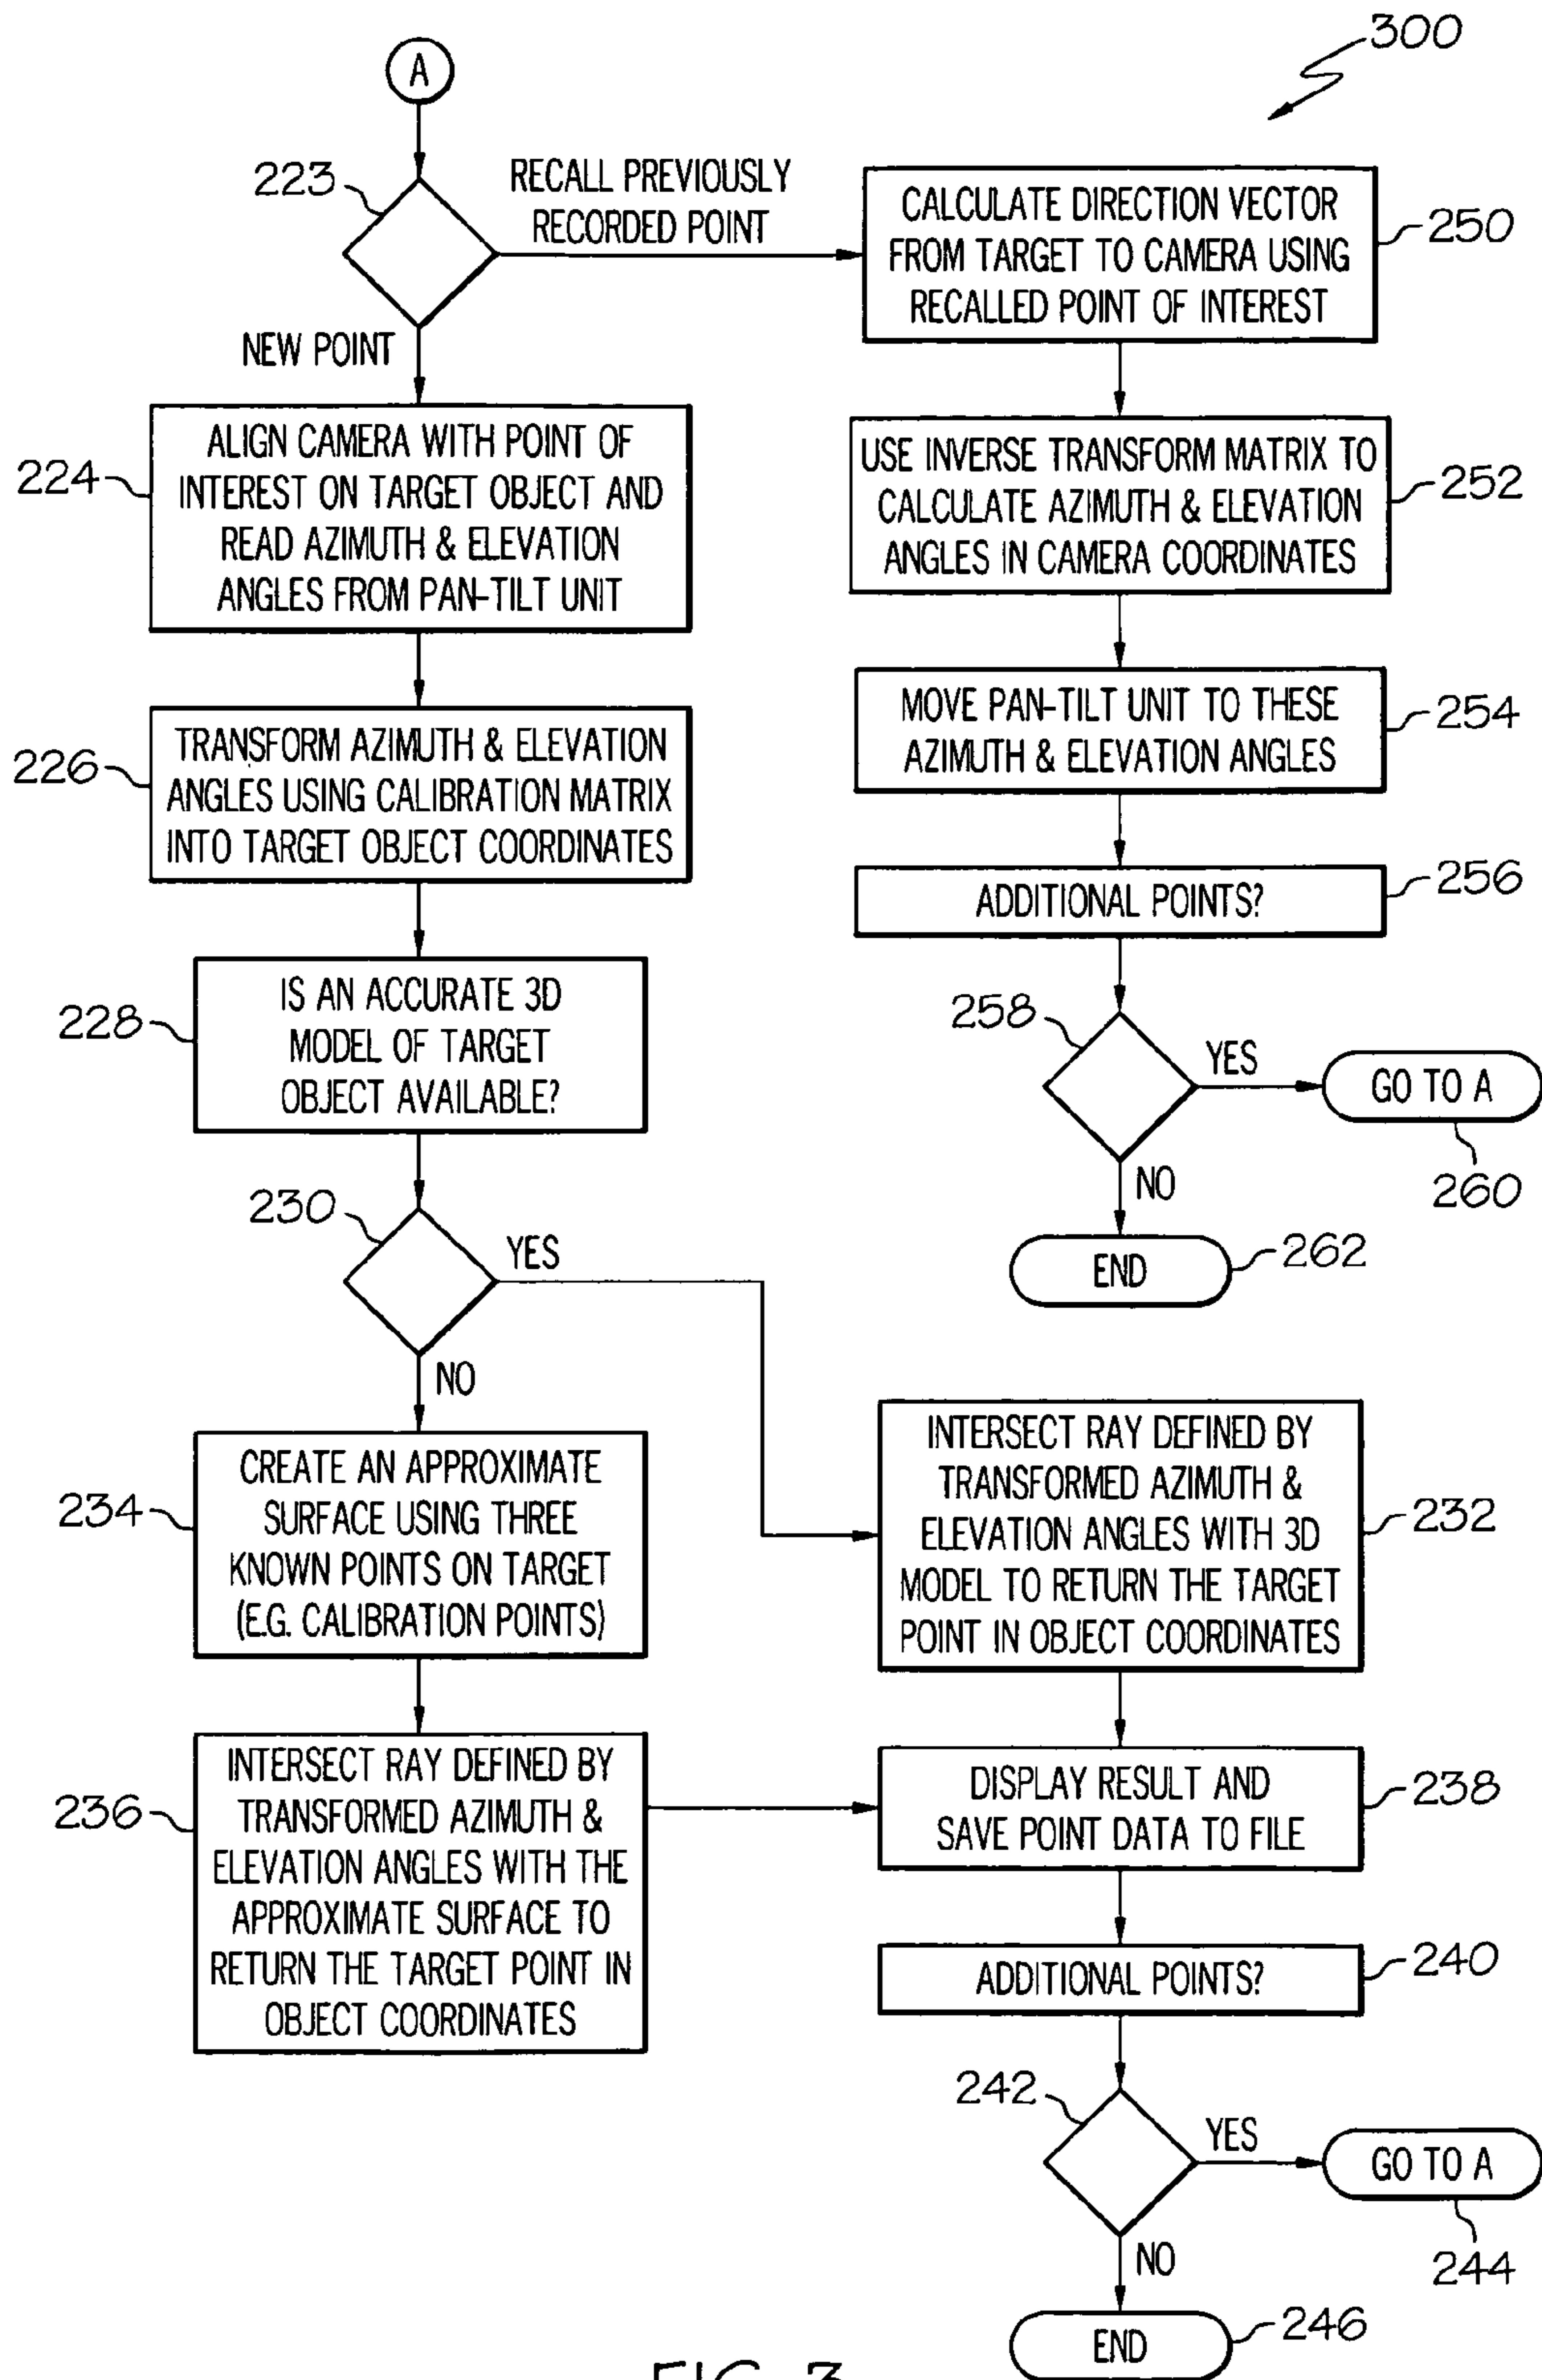 300
A
223
RECALL PREVIOUSLY
RECORDED POINT
NEW POINT
CALCULATE DIRECTION VECTOR
FROM TARGET TO CAMERA USING
RECALLED POINT OF INTEREST
250
224
ALIGN CAMERA WITH POINT OF
INTEREST ON TARGET OBJECT AND
READ AZIMUTH & ELEVATION
ANGLES FROM PAN-TILT UNIT
USE INVERSE TRANSFORM MATRIX TO
CALCULATE AZIMUTH & ELEVATION
ANGLES IN CAMERA COORDINATES
252
226
TRANSFORM AZIMUTH & ELEVATION
ANGLES USING CALIBRATION MATRIX
INTO TARGET OBJECT COORDINATES
MOVE PAN-TILT UNIT TO THESE
AZIMUTH & ELEVATION ANGLES
254
ADDITIONAL POINTS?
256
228
IS AN ACCURATE 3D
MODEL OF TARGET
OBJECT AVAILABLE?
258
YES
GO TO A
260
NO
END
262
230
YES
NO
234
CREATE AN APPROXIMATE
SURFACE USING THREE
KNOWN POINTS ON TARGET
(E.G. CALIBRATION POINTS)
INTERSECT RAY DEFINED BY
TRANSFORMED AZIMUTH &
ELEVATION ANGLES WITH 3D
MODEL TO RETURN THE TARGET
POINT IN OBJECT COORDINATES
232
236
INTERSECT RAY DEFINED BY
TRANSFORMED AZIMUTH &
ELEVATION ANGLES WITH THE
APPROXIMATE SURFACE TO
RETURN THE TARGET POINT IN
OBJECT COORDINATES
DISPLAY RESULT AND
SAVE POINT DATA TO FILE
238
ADDITIONAL POINTS?
240
242
YES
GO TO A
244
NO
END
246
FIG. 3